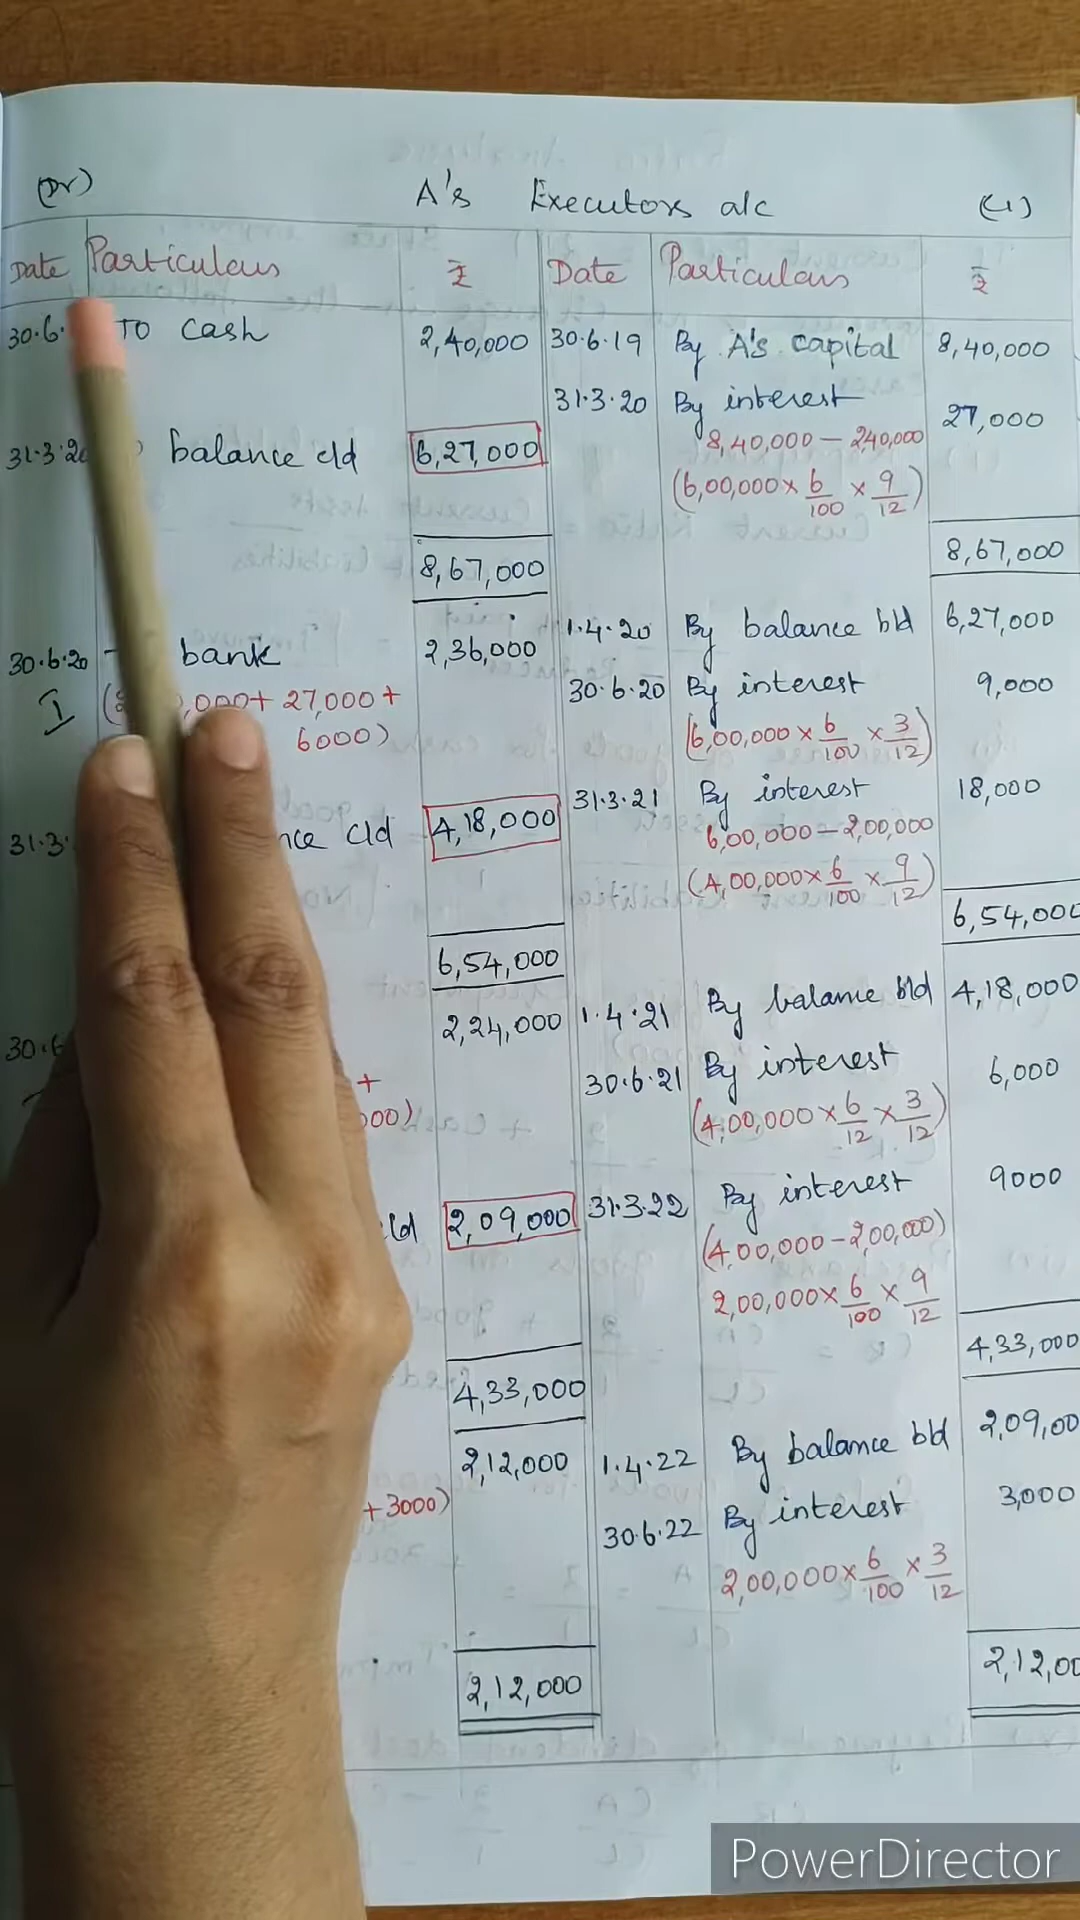 (Dr) A's Executors a/c (Cr)
Date Particulars ₹ Date Particulars ₹
30.6. To cash 2,40,000 30.6.19 By A's capital 8,40,000
31.3.20 By interest 27,000
8,40,000 - 240,000
31.3.20 balance c/d 6,27,000
(6,00,000 × 6/100 × 9/12)
8,67,000 8,67,000
30.6.20 bank 2,36,000 1.4.20 By balance b/d 6,27,000
30.6.20 By interest 9,000
I ,000 + 27,000 +
6000) (6,00,000 × 6/100 × 3/12)
31.3.21 By interest 18,000
31.3. nce c/d 4,18,000 6,00,000 - 2,00,000
(4,00,000 × 6/100 × 9/12)
6,54,000 6,54,000
2,24,000 1.4.21 By balance b/d 4,18,000
30.6 30.6.21 By interest 6,000
+
000) (4,00,000 × 6/12 × 3/12)
c/d 2,09,000 31.3.22 By interest 9000
(4,00,000 - 2,00,000)
2,00,000 × 6/100 × 9/12
4,33,000 4,33,000
2,12,000 1.4.22 By balance b/d 2,09,00
+3000) 30.6.22 By interest 3,000
2,00,000 × 6/100 × 3/12
2,12,000 2,12,00
PowerDirector